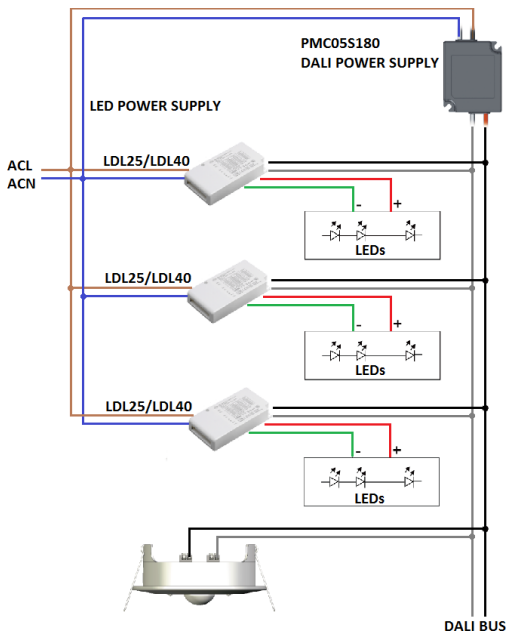 PMC05S180
DALI POWER SUPPLY
LED POWER SUPPLY
ACL
ACN
LDL25/LDL40
- +
LEDs
LDL25/LDL40
- +
LEDs
LDL25/LDL40
- +
LEDs
DALI BUS